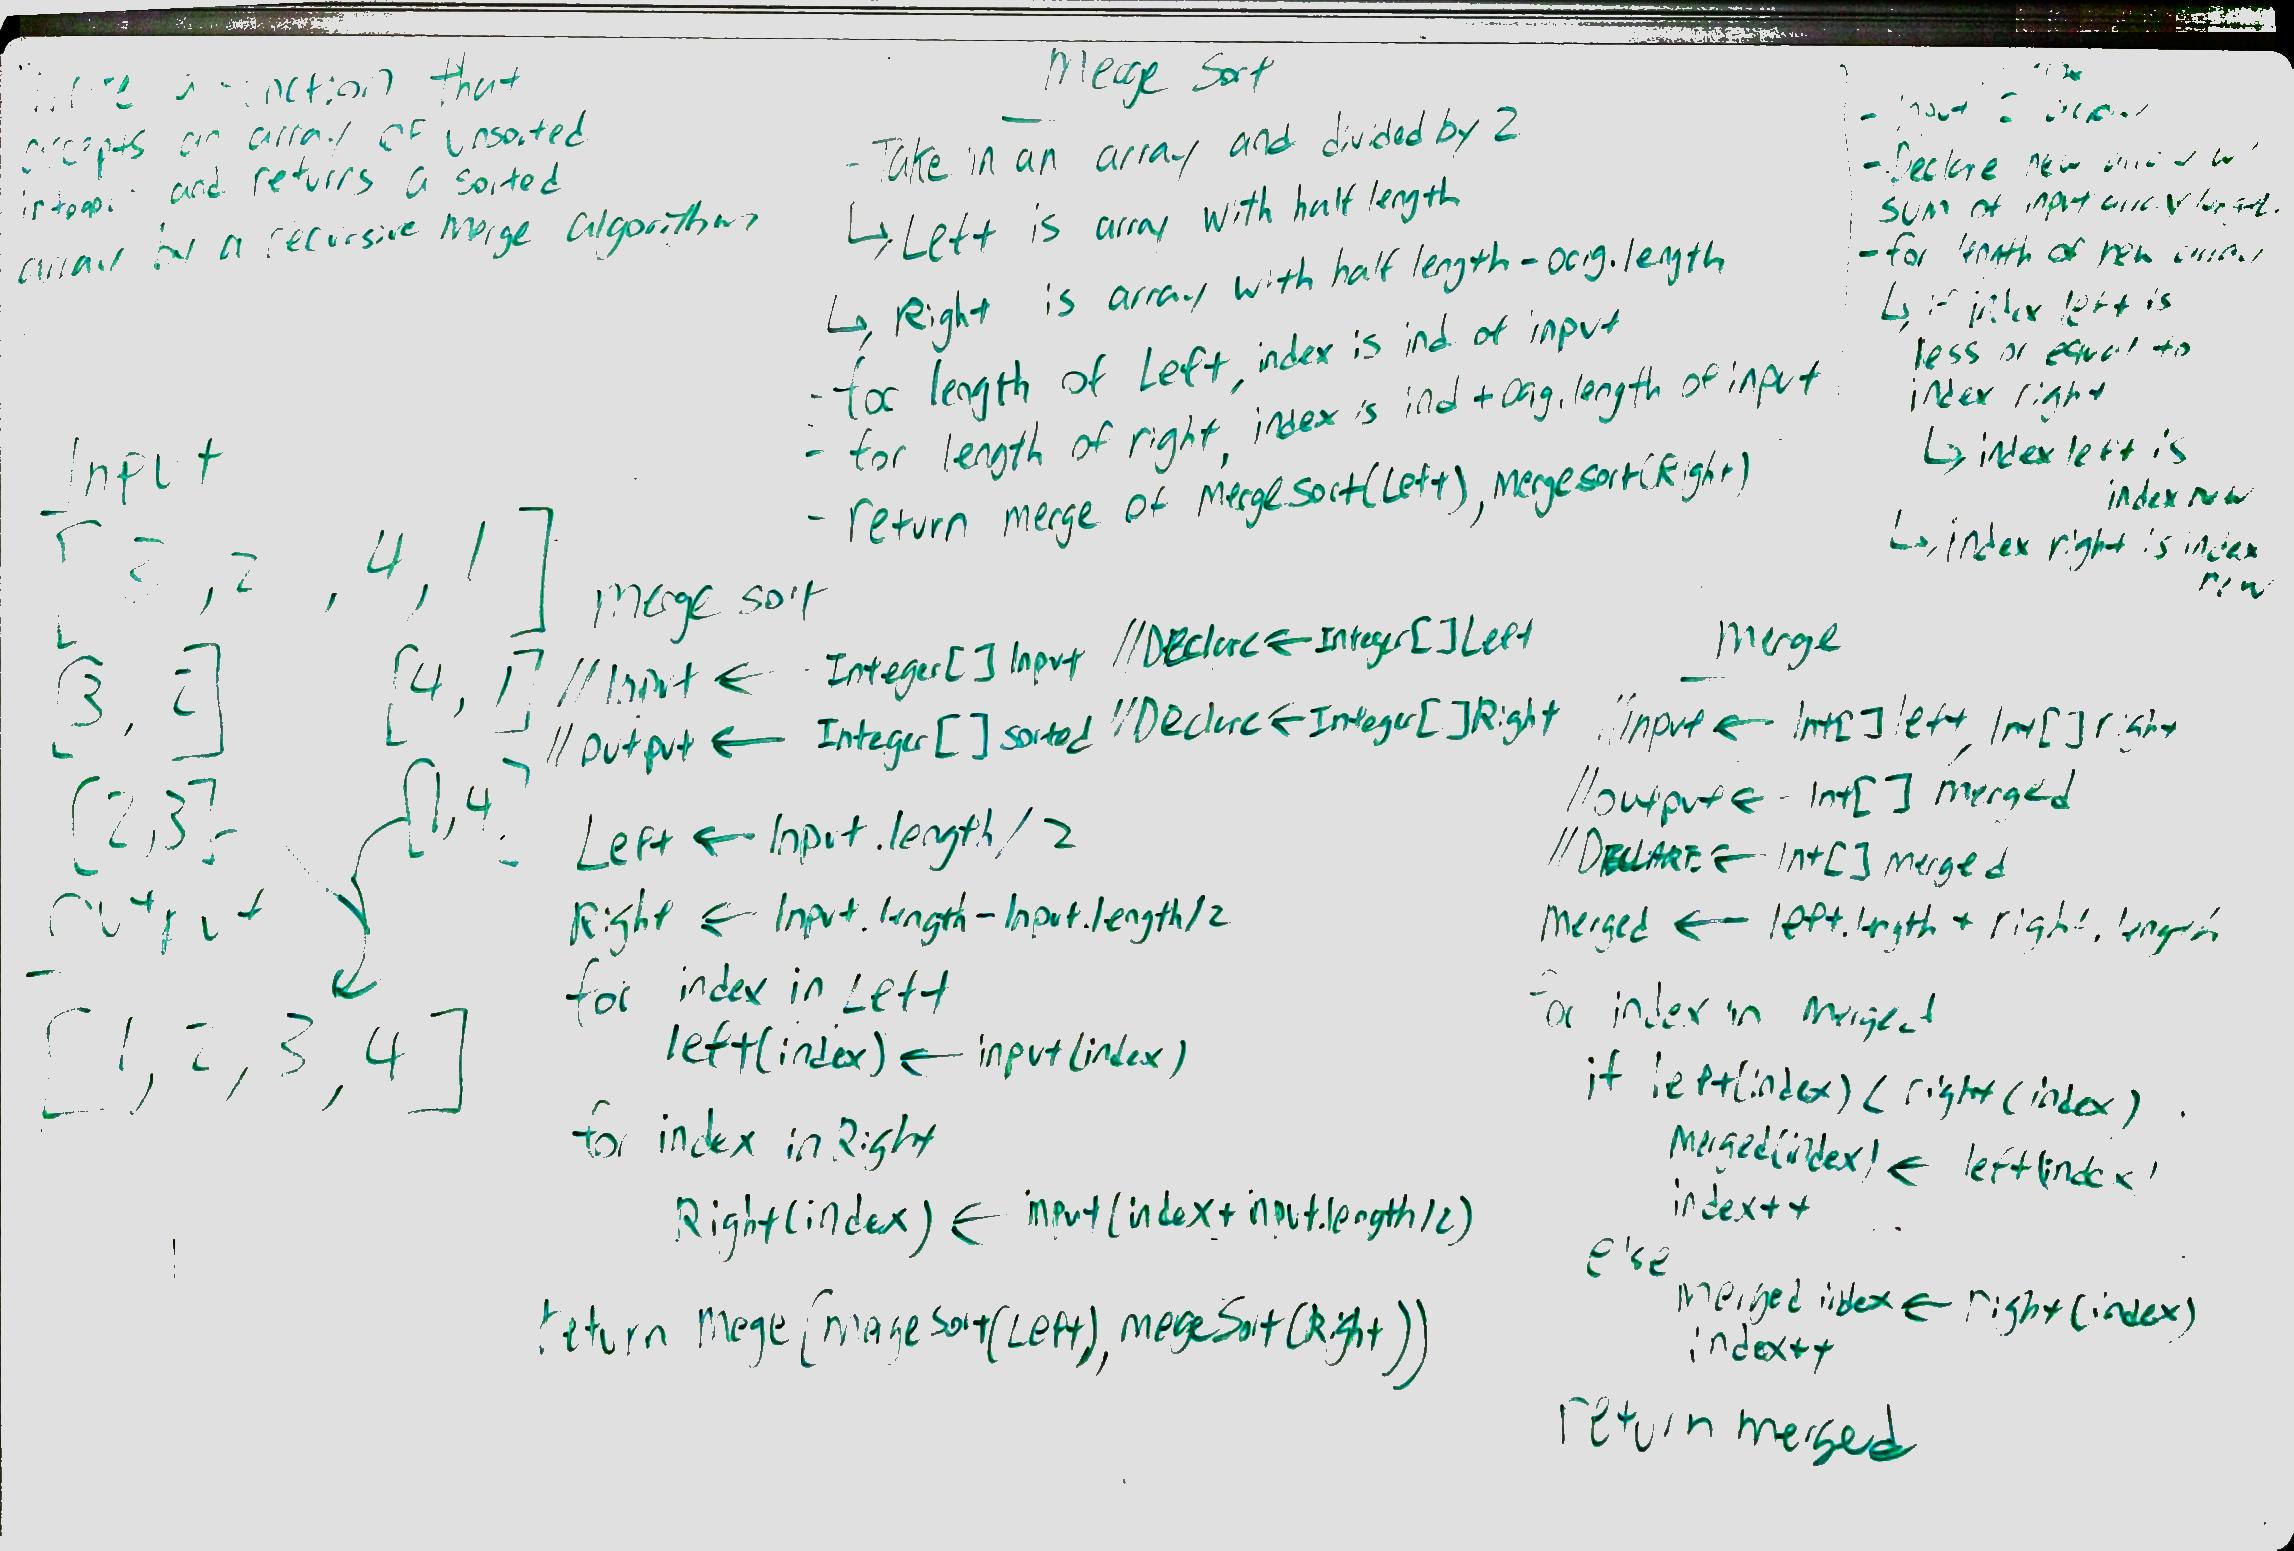 function that
accepts an array of unsorted
and returns a sorted
array by a recursive merge algorithm
Input
[ 3, 2, 4, 1 ]
[3, 2] [4, 1]
[2,3] [1,4]
output
[1, 2, 3, 4]
Merge Sort
- Take in an array and divided by 2
↳ Left is array with half length
↳ Right is array with half length - orig.length
- for length of Left, index is ind of input
- for length of right, index is ind + orig.length of input
- return merge of MergeSort(Left), MergeSort(Right)
- input 2 array
- Declare new array w
sum of input array length.
- for length of new array
↳ if index left is
less or equal to
index right
↳ index left is
index new
↳ index right is index
new
Merge sort
//Input ← Integer[] Input //Declare ← Integer[] Left
//output ← Integer[] sorted //Declare ← Integer[] Right
Left ← Input.length / 2
Right ← Input.length - Input.length/2
for index in Left
left(index) ← input(index)
for index in Right
Right(index) ← input(index + input.length/2)
return Mege(mergeSort(Left), mergeSort(Right))
Merge
//input ← Int[] left, Int[] right
//output ← Int[] merged
//DECLARE ← Int[] merged
merged ← left.length + right.length
for index in merged
if left(index) < right(index)
merged(index) ← left(index)
index++
else
merged index ← right(index)
index++
return merged